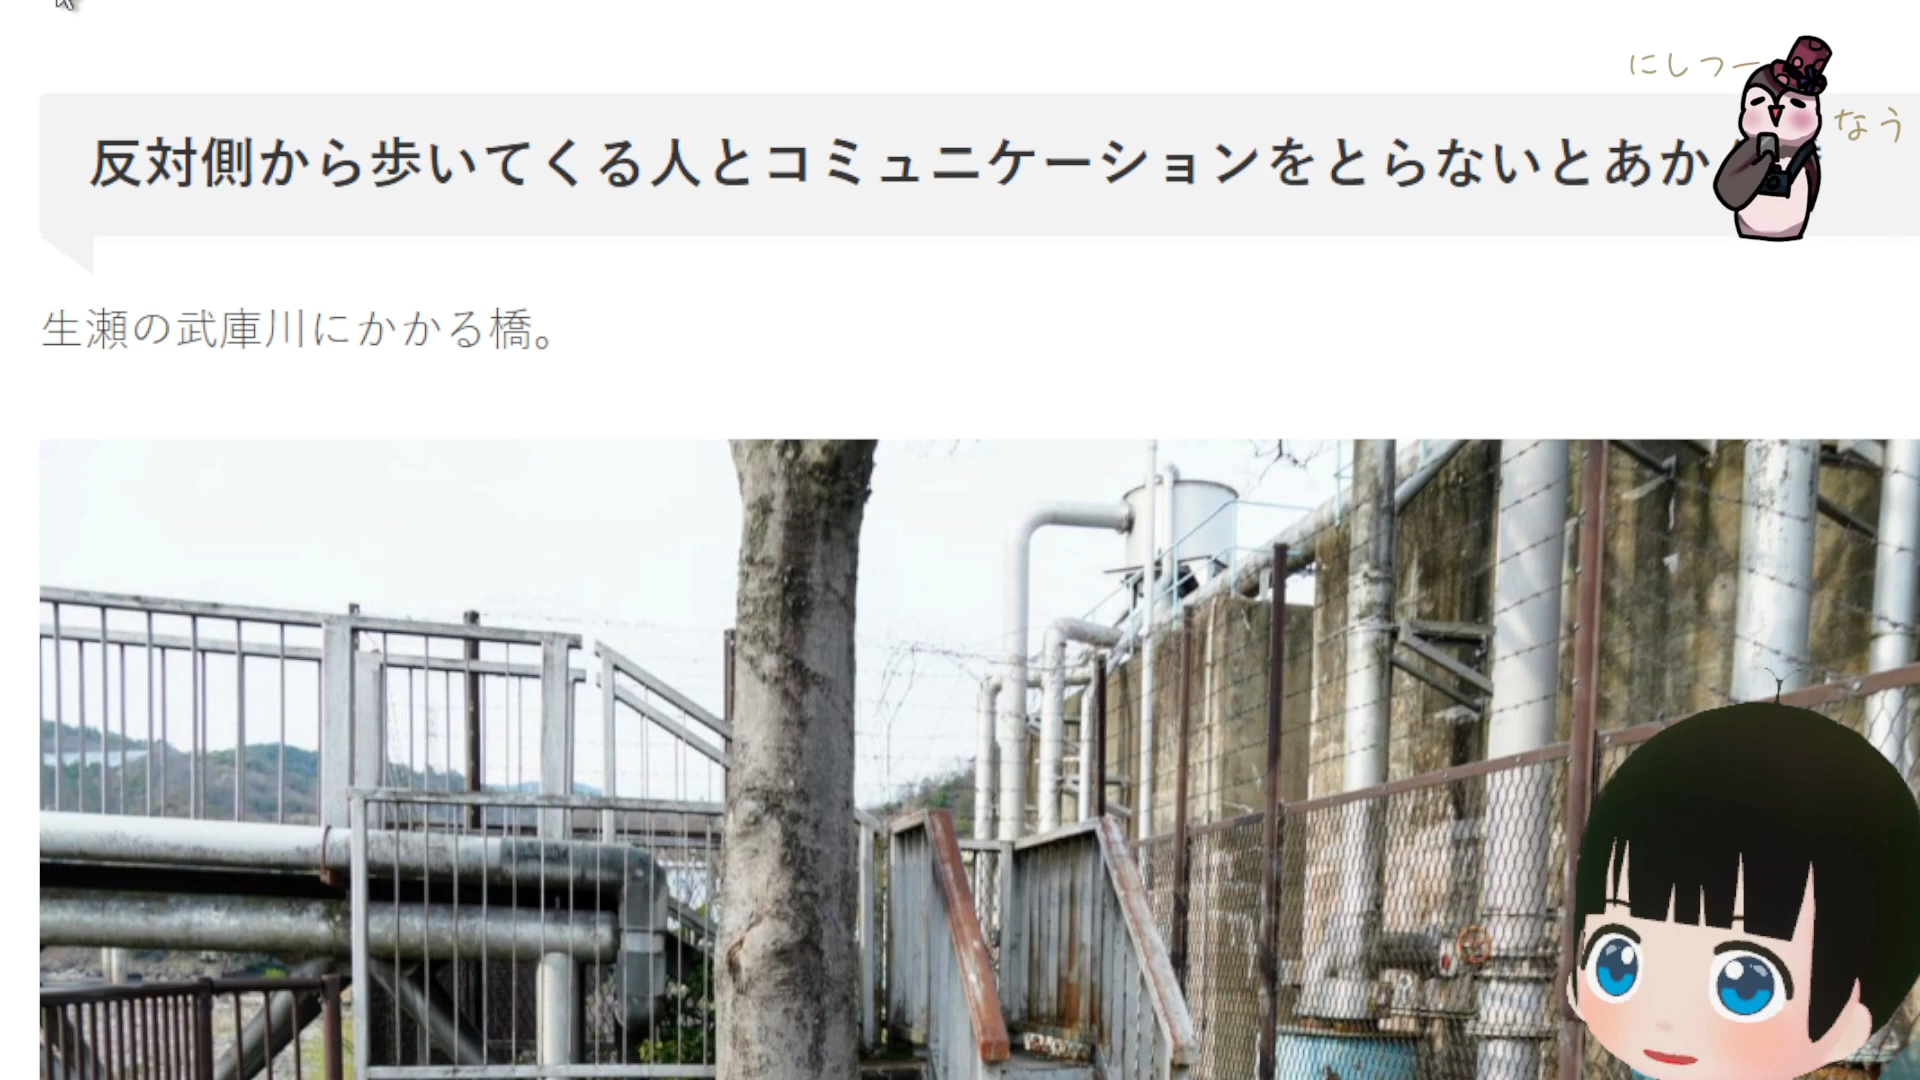 にしつー
なう
反対側から歩いてくる人とコミュニケーションをとらないとあか
生瀬の武庫川にかかる橋。